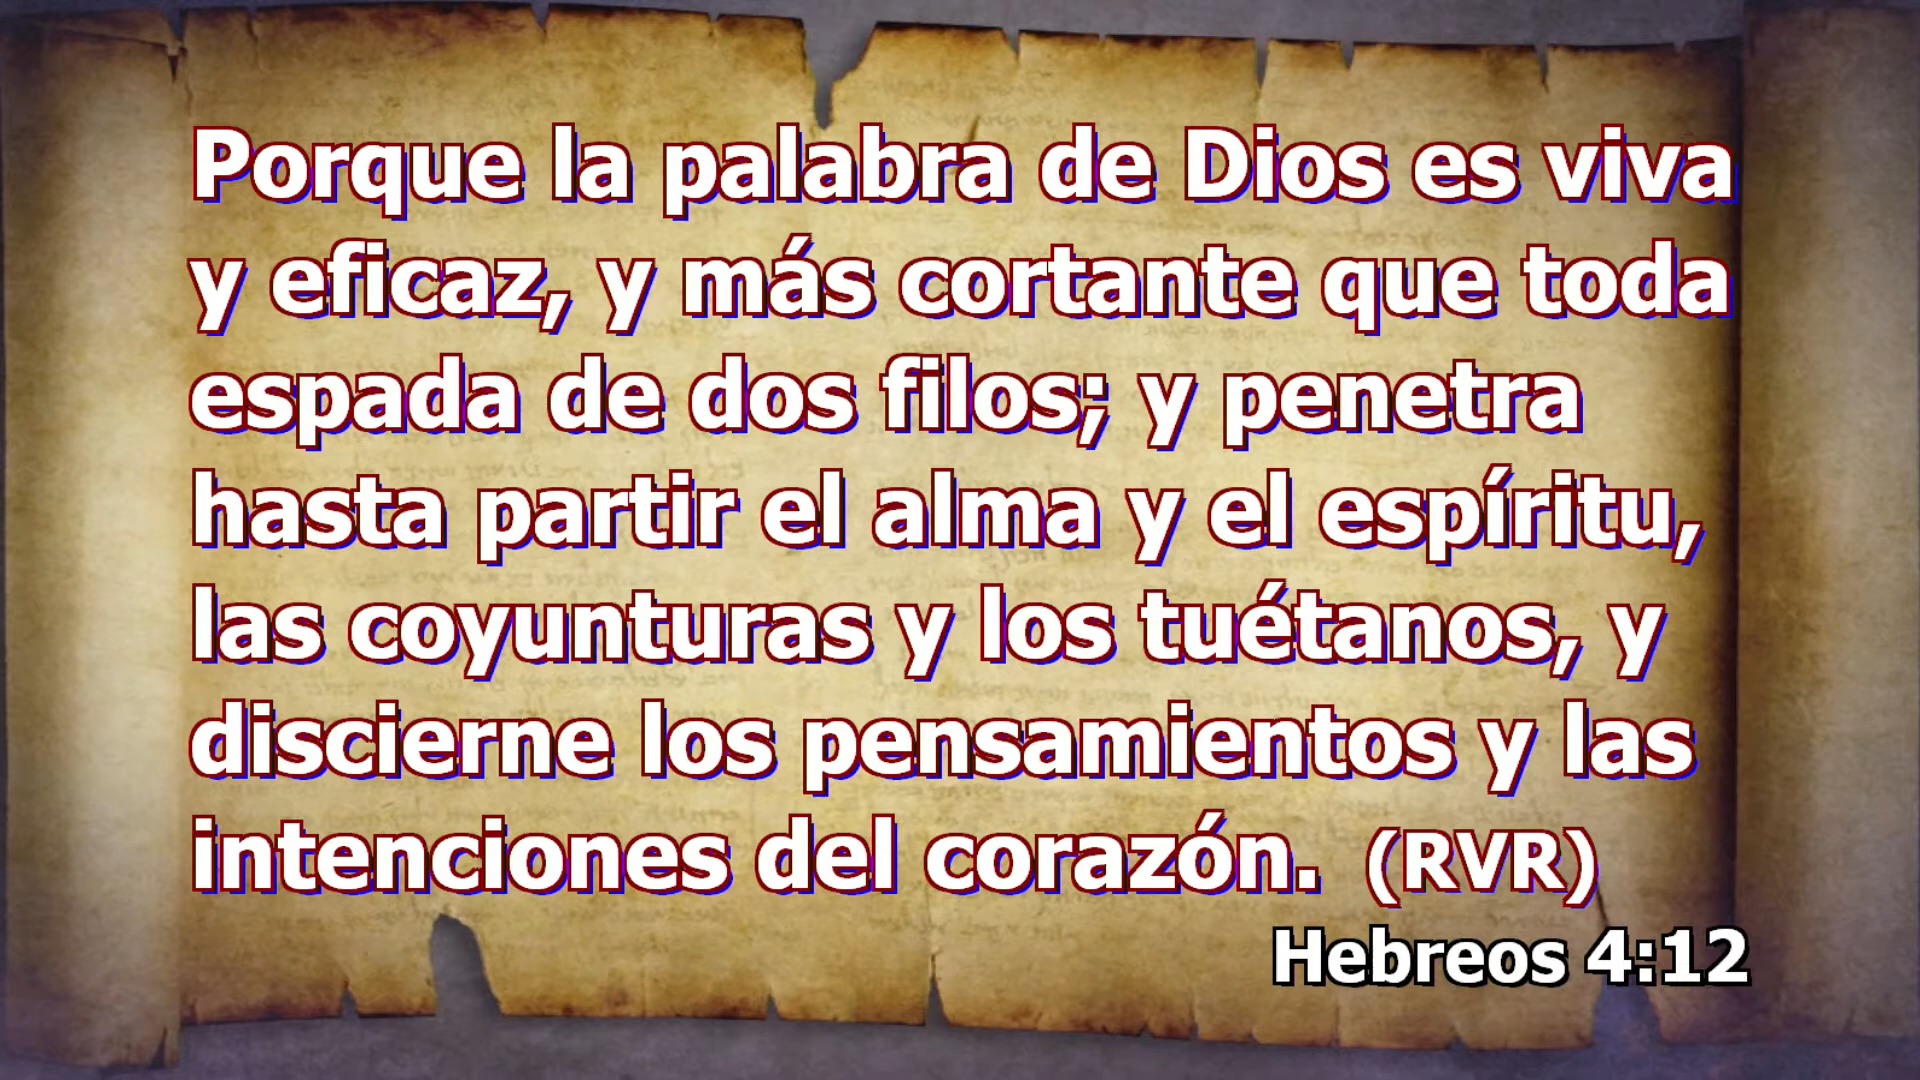 Porque la palabra de Dios es viva
y eficaz, y más cortante que toda
espada de dos filos; y penetra
hasta partir el alma y el espíritu,
las coyunturas y los tuétanos, y
discierne los pensamientos y las
intenciones del corazón. (RVR)
Hebreos 4:12